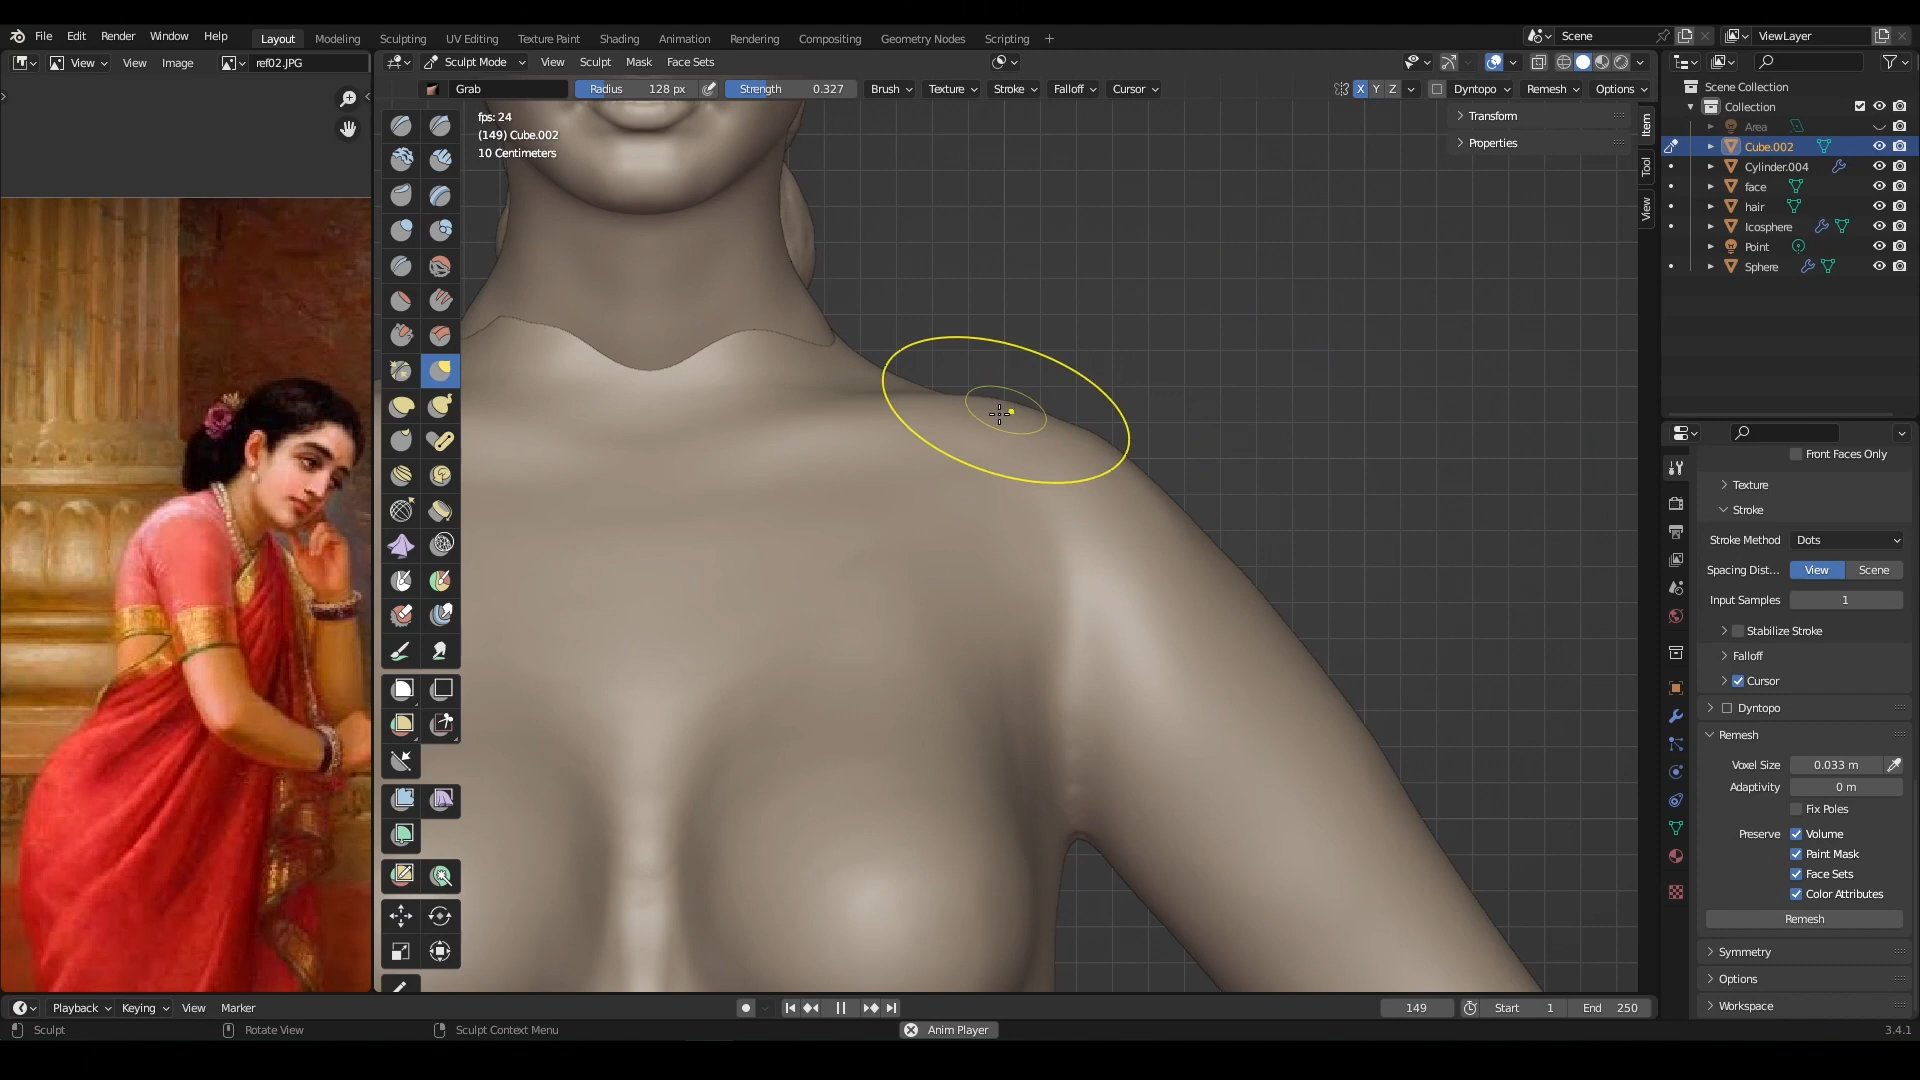 File Edit Render Window Help Layout Modeling Sculpting UV Editing Texture Paint Shading Animation Rendering Compositing Geometry Nodes Scripting + Scene ViewLayer
View View Image ref02.JPG Sculpt Mode View Sculpt Mask Face Sets
Grab Radius 128 px Strength 0.327 Brush Texture Stroke Falloff Cursor X Y Z Dyntopo Remesh Options
fps: 24
(149) Cube.002
10 Centimeters
Transform
Properties
Item
Tool
View
Scene Collection
Collection
Area
Cube.002
Cylinder.004
face
hair
Icosphere
Point
Sphere
Front Faces Only
Texture
Stroke
Stroke Method Dots
Spacing Dist... View Scene
Input Samples 1
Stabilize Stroke
Falloff
Cursor
Dyntopo
Remesh
Voxel Size 0.033 m
Adaptivity 0 m
Fix Poles
Preserve Volume
Paint Mask
Face Sets
Color Attributes
Remesh
Symmetry
Options
Workspace
Playback Keying View Marker 149 Start 1 End 250
Sculpt Rotate View Sculpt Context Menu Anim Player 3.4.1